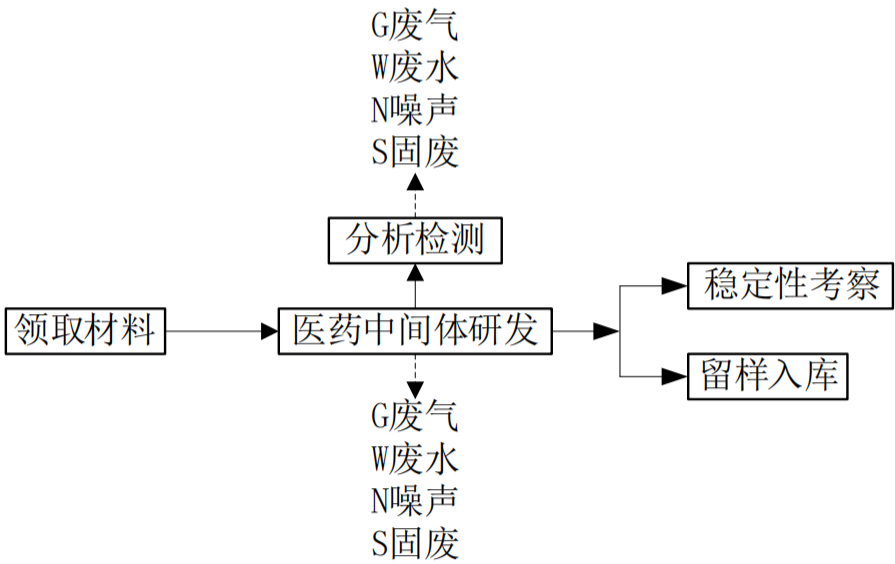 G废气
W废水
N噪声
S固废
分析检测
稳定性考察
领取材料
医药中间体研发
留样入库
G废气
W废水
N噪声
S固废